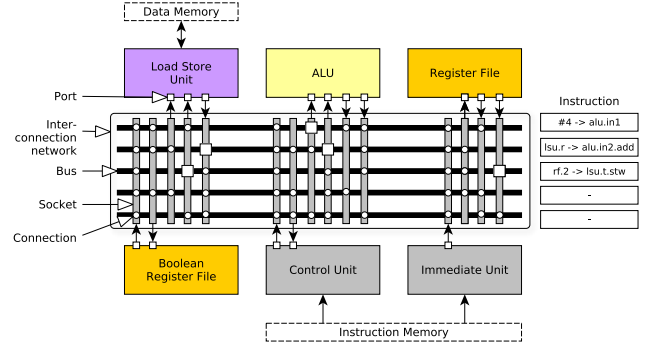 Data Memory
Load Store
Unit
ALU
Register File
Port
Inter-
connection
network
Bus
Socket
Connection
Instruction
#4 -> alu.in1
lsu.r -> alu.in2.add
rf.2 -> lsu.t.stw
-
-
Boolean
Register File
Control Unit
Immediate Unit
Instruction Memory